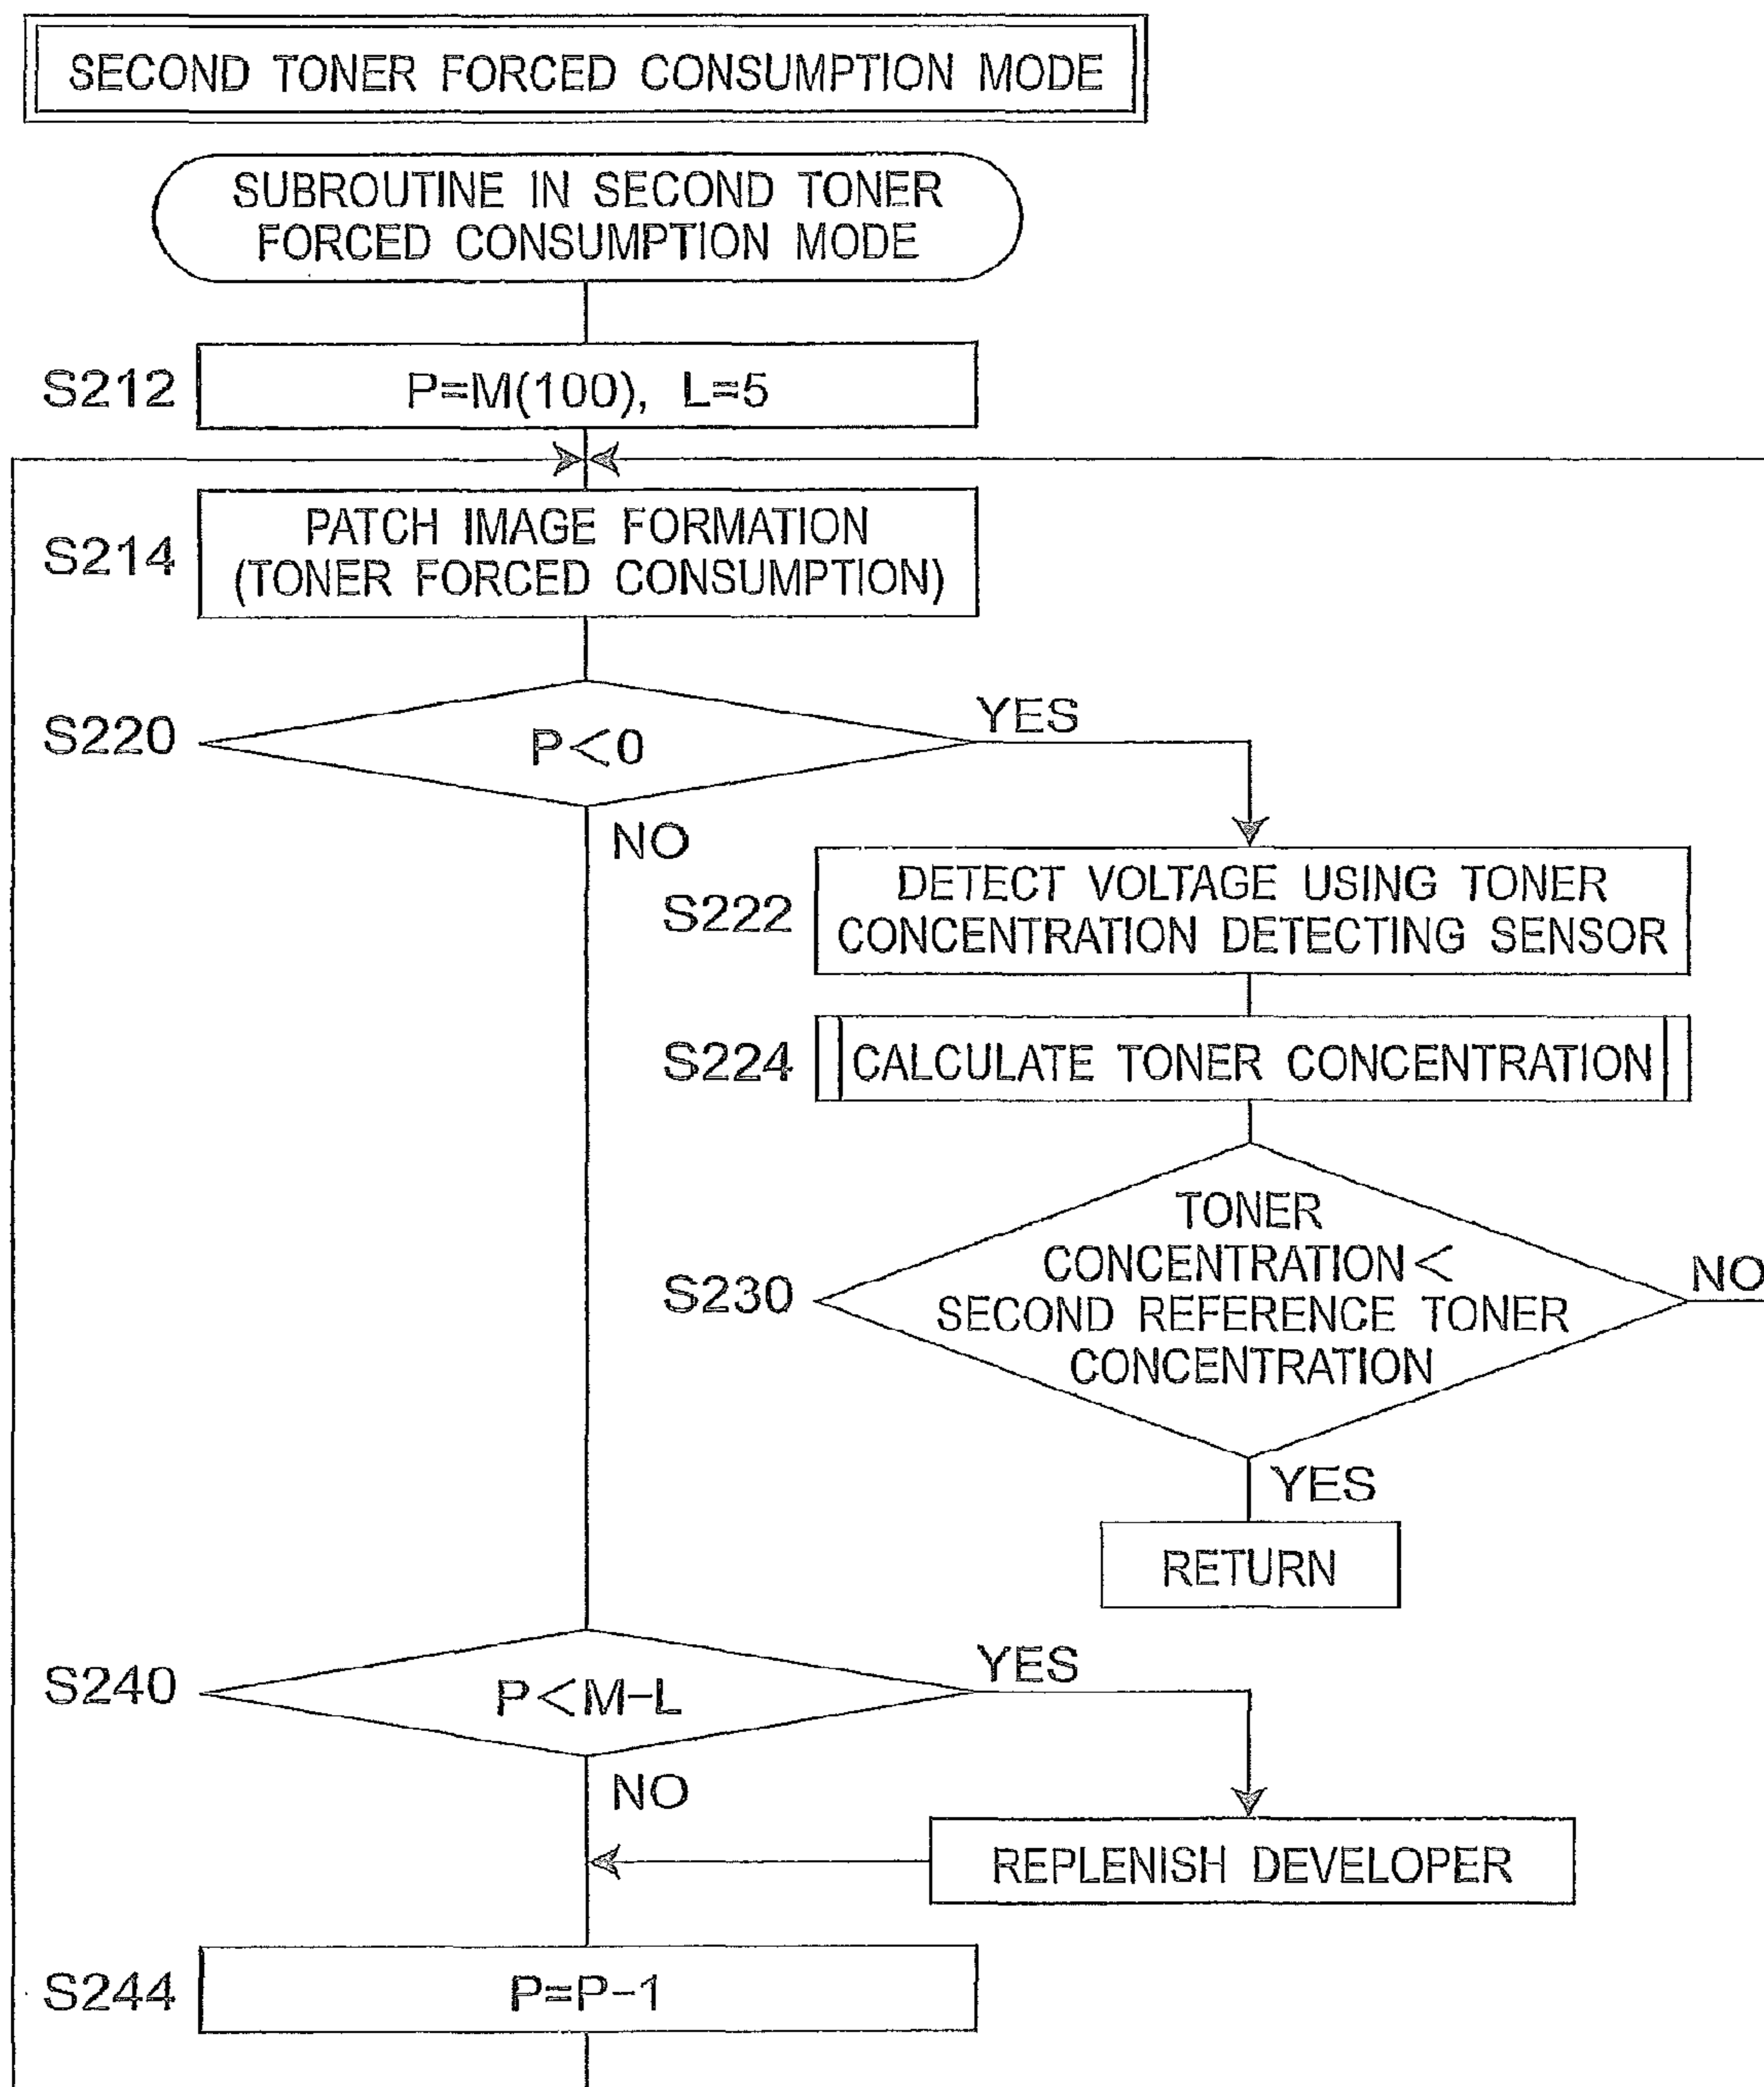 SECOND TONER FORCED CONSUMPTION MODE
SUBROUTINE IN SECOND TONER
FORCED CONSUMPTION MODE
S212
P=M(100), L=5
S214
PATCH IMAGE FORMATION
(TONER FORCED CONSUMPTION)
S220
P<0
YES
NO
S222
DETECT VOLTAGE USING TONER
CONCENTRATION DETECTING SENSOR
S224
CALCULATE TONER CONCENTRATION
S230
TONER
CONCENTRATION<
SECOND REFERENCE TONER
CONCENTRATION
NO
YES
RETURN
S240
P<M-L
YES
NO
REPLENISH DEVELOPER
S244
P=P-1